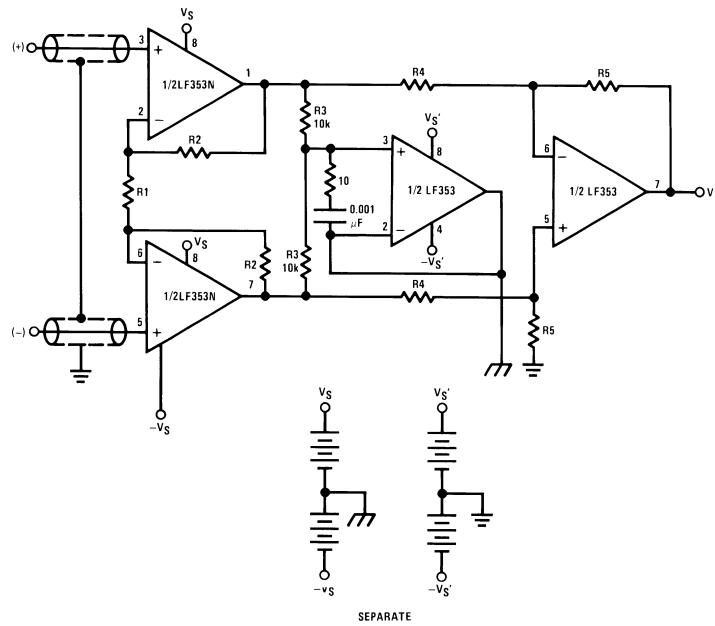 VS
(+)
3
+
8
1/2LF353N
1
2
−
R2
R1
R4
R5
R3
10k
VS'
3
+
8
10
0.001
µF
1/2 LF353
2
−
4
−VS'
6
−
1/2 LF353
7
V
5
+
VS
6
−
8
R2
R3
10k
1/2LF353N
7
R4
(−)
5
+
R5
−VS
VS
VS'
−vS
−VS'
SEPARATE